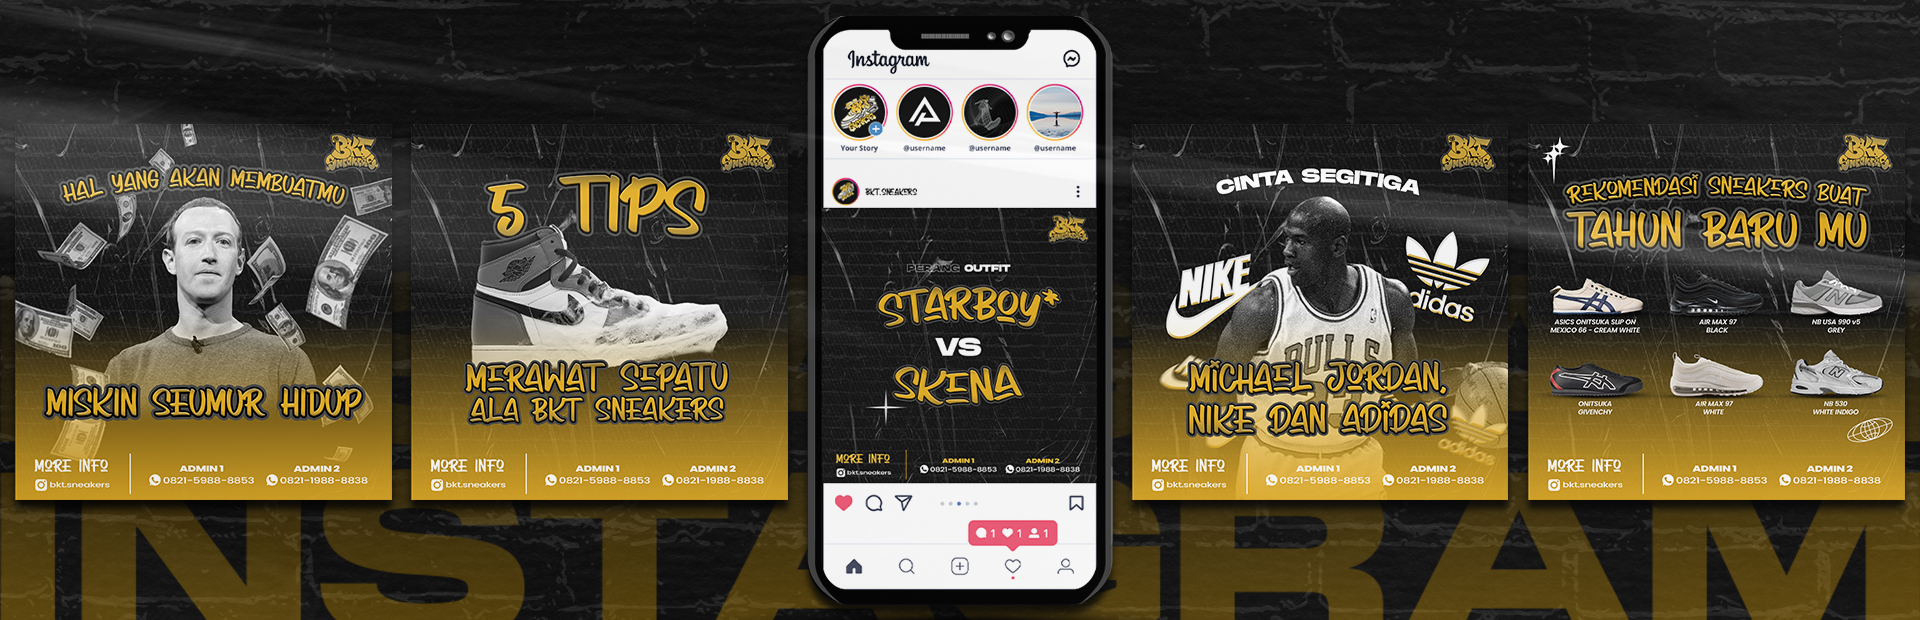 BKT
SNEAKERS
HAL YANG AKAN MEMBUATMU
MISKIN SEUMUR HIDUP
MORE INFO
bkt.sneakers
ADMIN 1
0821-5988-8853
ADMIN 2
0821-1988-8838
BKT
SNEAKERS
5 TIPS
MERAWAT SEPATU
ALA BKT SNEAKERS
MORE INFO
bkt.sneakers
ADMIN 1
0821-5988-8853
ADMIN 2
0821-1988-8838
Instagram
Your Story
@username
@username
@username
BKT.SNEAKERS
BKT
SNEAKERS
PERANG OUTFIT
STARBOY*
VS
SKENA
MORE INFO
bkt.sneakers
ADMIN 1
0821-5988-8853
ADMIN 2
0821-1988-8838
1 1 1
BKT
SNEAKERS
CINTA SEGITIGA
NIKE
adidas
BULLS
MICHAEL JORDAN,
NIKE DAN ADIDAS
adidas
MORE INFO
bkt.sneakers
ADMIN 1
0821-5988-8853
ADMIN 2
0821-1988-8838
BKT
SNEAKERS
REKOMENDASI SNEAKERS BUAT
TAHUN BARU MU
ASICS ONITSUKA SLIP ON
MEXICO 66 - CREAM WHITE
AIR MAX 97
BLACK
NB USA 990 v5
GREY
ONITSUKA
GIVENCHY
AIR MAX 97
WHITE
NB 530
WHITE INDIGO
MORE INFO
bkt.sneakers
ADMIN 1
0821-5988-8853
ADMIN 2
0821-1988-8838
INSTAGRAM